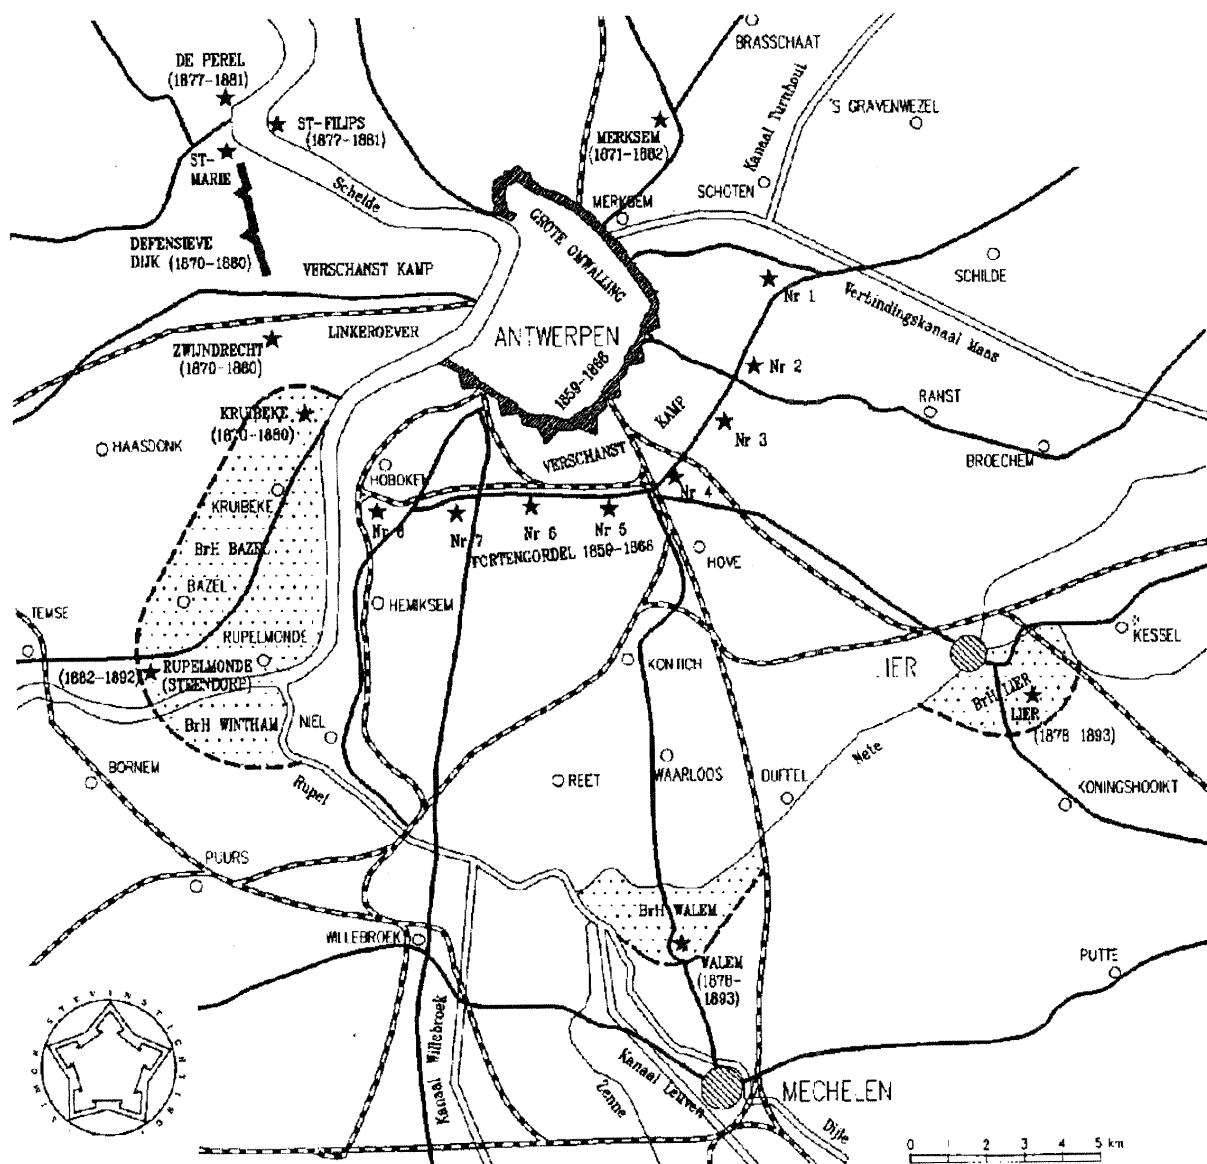 BRASSCHAAT
DE PEREL
(1877-1881)
ST-FILIPS
(1877-1881)
ST-
MARIE
MERKSEM
(1871-1882)
Kanaal Turnhout
'S GRAVENWEZEL
SCHOTEN
MERKSEM
Schelde
DEFENSIEVE
DIJK (1870-1880)
VERSCHANST KAMP
LINKEROEVER
GROTE OMWALLING
ANTWERPEN
1859-1866
SCHILDE
Nr 1
Verbindingskanaal Maas
ZWIJNDRECHT
(1870-1880)
Nr 2
RANST
KRUIBEKE
(1870-1880)
KAMP
VERSCHANST
Nr 3
BROECHEM
HAASDONK
HOBOKEN
Nr 4
KRUIBEKE
Nr 8
Nr 7
Nr 6
Nr 5
FORTENGORDEL 1859-1866
HOVE
BrH BAZEL
BAZEL
HEMIKSEM
TEMSE
RUPELMONDE
KESSEL
(1882-1892)
RUPELMONDE
(STEENDORP)
KONTICH
LIER
BrH LIER
LIER
(1878 1893)
BrH WINTHAM
NIEL
Nete
BORNEM
Rupel
REET
WAARLOOS
DUFFEL
KONINGSHOOIKT
PUURS
BrH WALEM
WILLEBROEK
WALEM
(1878-
1893)
PUTTE
SIMON STEVINSTICHTING
Kanaal Willebroek
Zenne
Kanaal Leuven
MECHELEN
Dijle
0 1 2 3 4 5 km